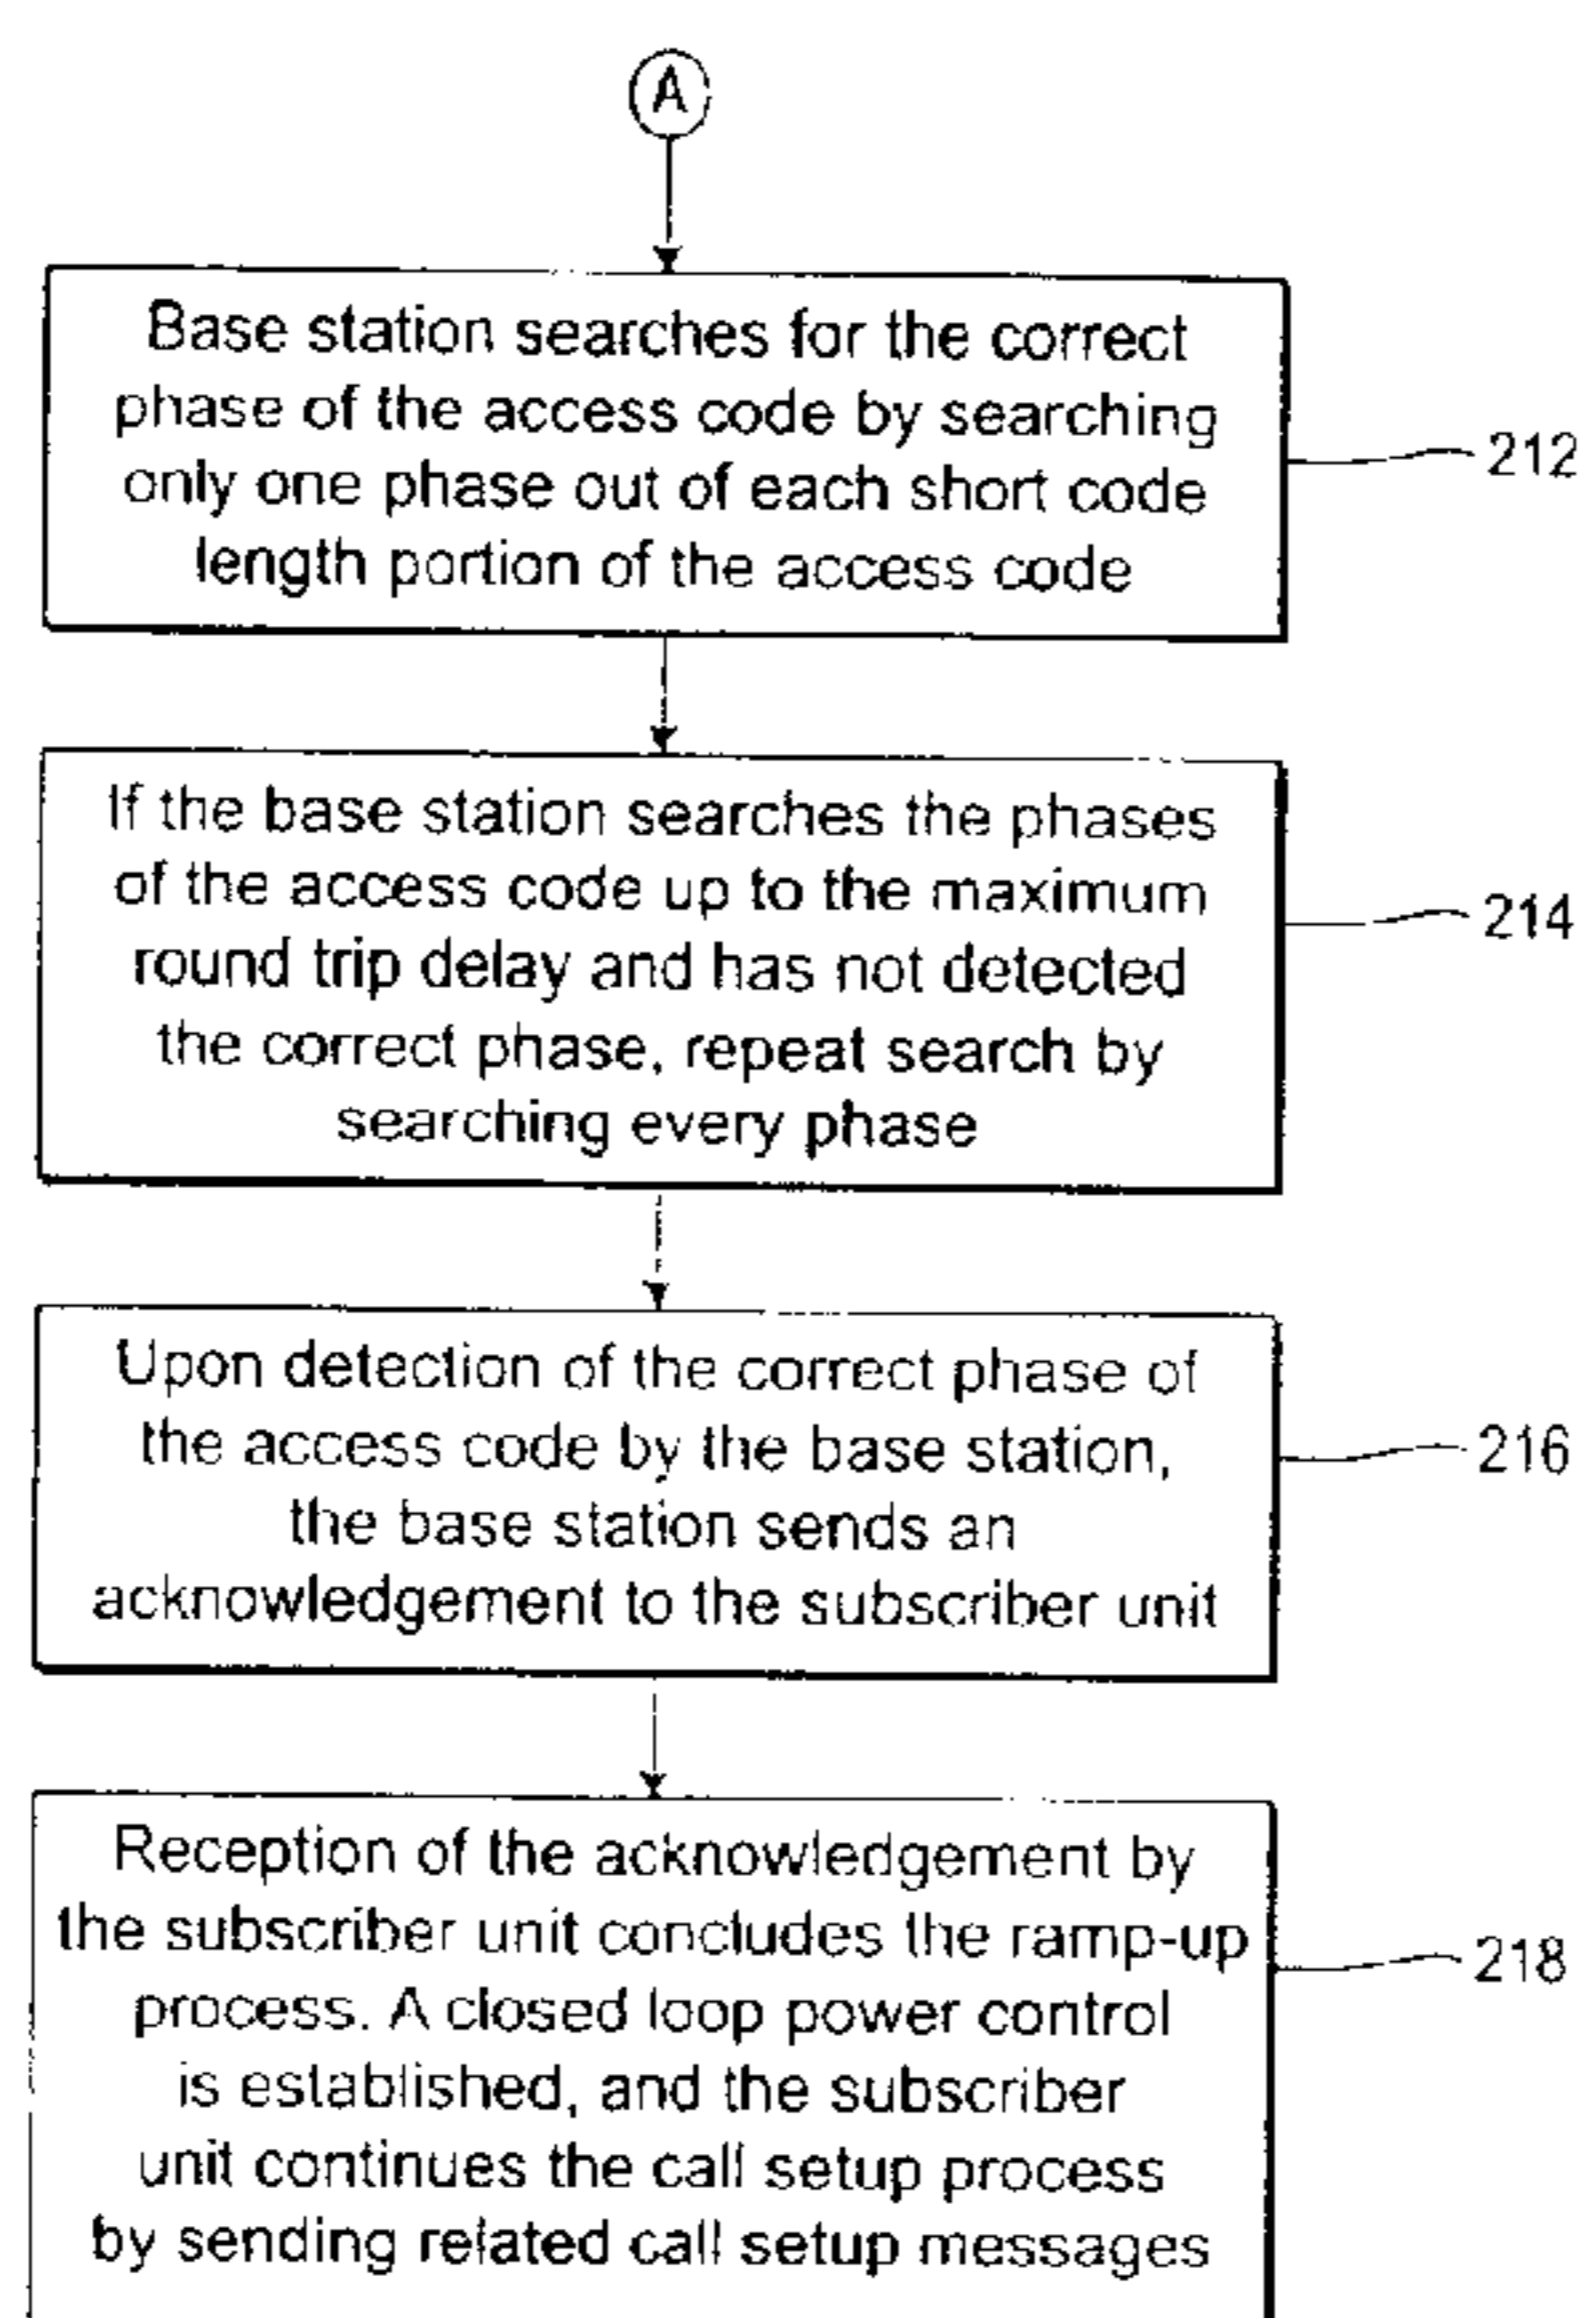 A
Base station searches for the correct
phase of the access code by searching
only one phase out of each short code
length portion of the access code
212
If the base station searches the phases
of the access code up to the maximum
round trip delay and has not detected
the correct phase, repeat search by
searching every phase
214
Upon detection of the correct phase of
the access code by the base station,
the base station sends an
acknowledgement to the subscriber unit
216
Reception of the acknowledgement by
the subscriber unit concludes the ramp-up
process. A closed loop power control
is established, and the subscriber
unit continues the call setup process
by sending related call setup messages
218